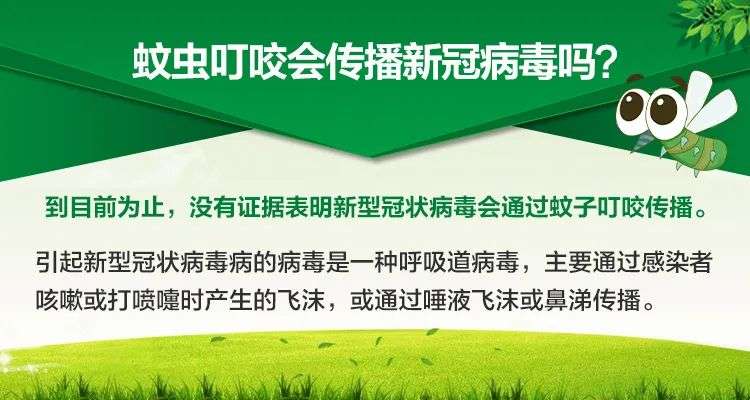 蚊虫叮咬会传播新冠病毒吗？
到目前为止，没有证据表明新型冠状病毒会通过蚊子叮咬传播。
引起新型冠状病毒病的病毒是一种呼吸道病毒，主要通过感染者
咳嗽或打喷嚏时产生的飞沫，或通过唾液飞沫或鼻涕传播。